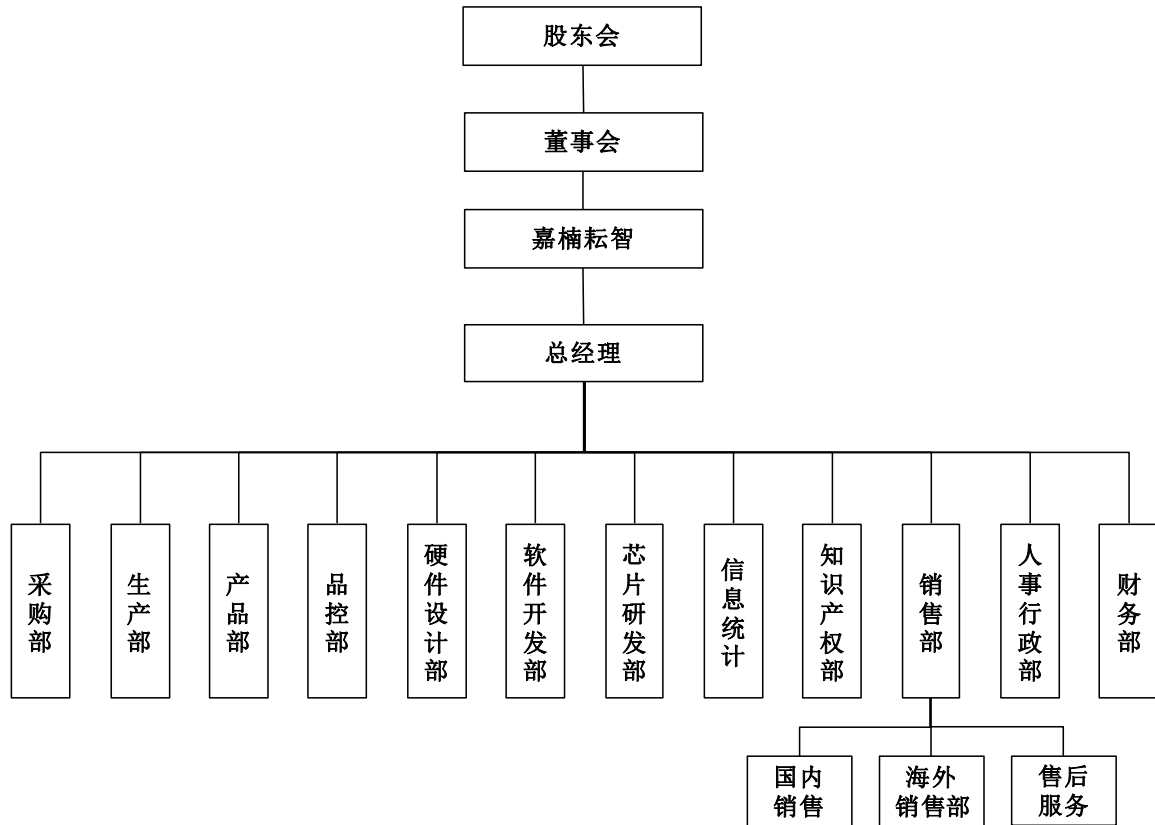 股东会
董事会
嘉楠耘智
总经理
采购部
生产部
产品部
品控部
硬件设计部
软件开发部
芯片研发部
信息统计
知识产权部
销售部
人事行政部
财务部
国内
销售
海外
销售部
售后
服务